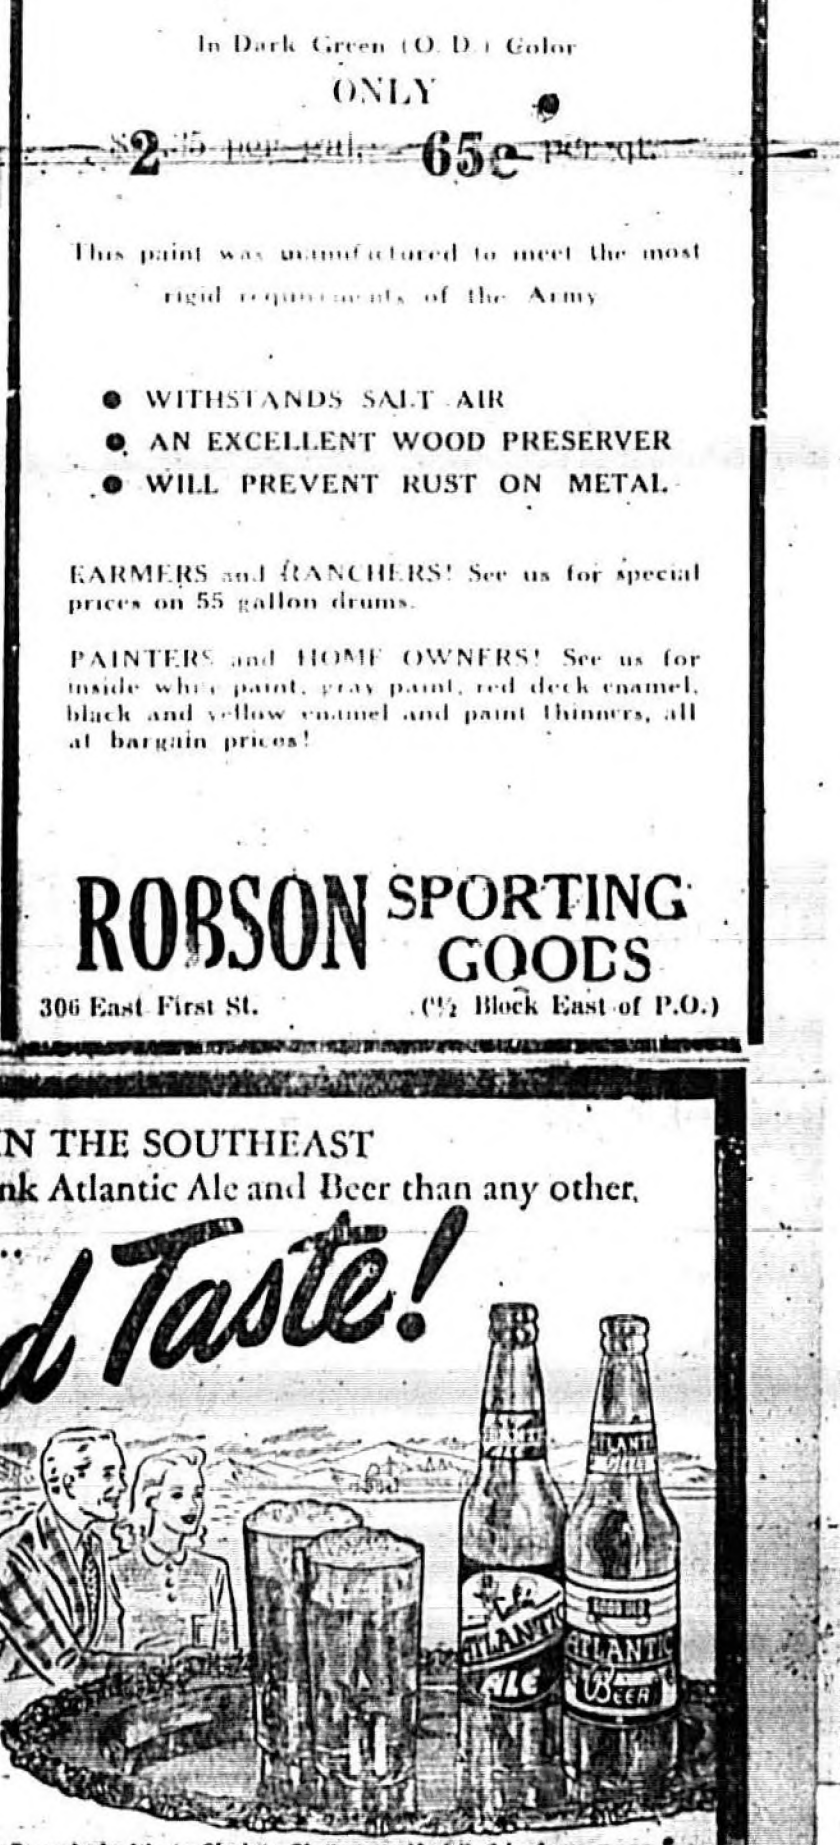 In Dark Green (O. D.) Color
ONLY
$2.35 per gal. 65c per qt.
This paint was manufactured to meet the most
rigid requirements of the Army
● WITHSTANDS SALT AIR
● AN EXCELLENT WOOD PRESERVER
● WILL PREVENT RUST ON METAL
FARMERS and RANCHERS! See us for special
prices on 55 gallon drums.
PAINTERS and HOME OWNERS! See us for
inside white paint, gray paint, red deck enamel,
black and yellow enamel and paint thinners, all
at bargain prices!
ROBSON SPORTING
GOODS
306 East First St. (½ Block East of P.O.)
IN THE SOUTHEAST
nk Atlantic Ale and Beer than any other.
d Taste!
ATLANTIC
ATLANTIC
ALE
ATLANTIC
BEER